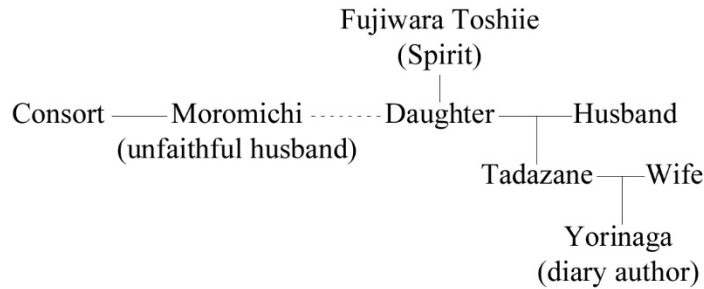 Fujiwara Toshiie
(Spirit)
Consort Moromichi Daughter Husband
(unfaithful husband)
Tadazane Wife
Yorinaga
(diary author)